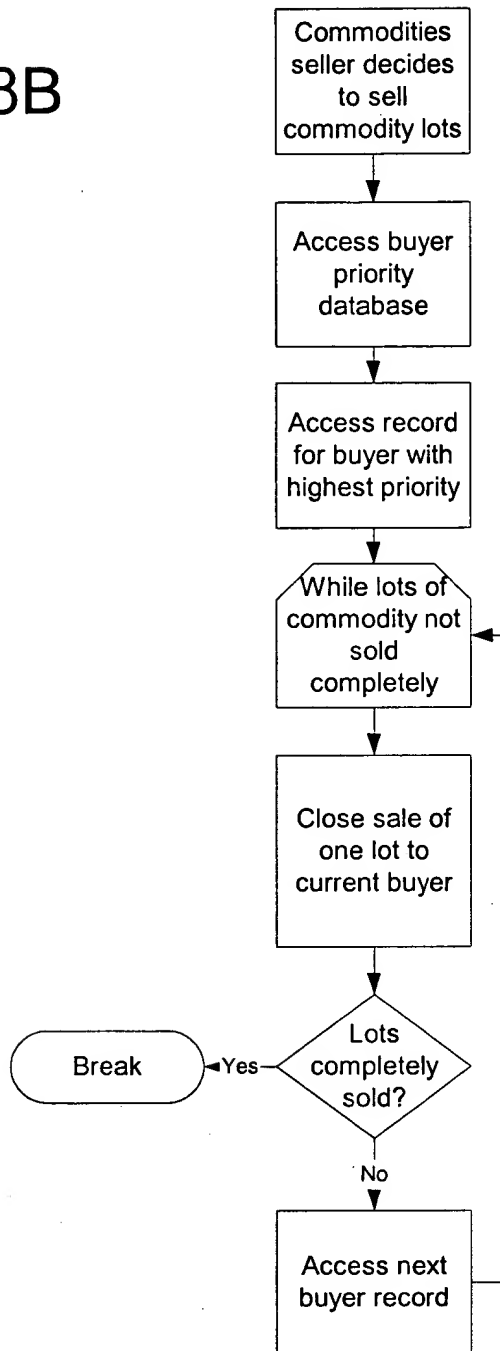 3B
Commodities
seller decides
to sell
commodity lots
Access buyer
priority
database
Access record
for buyer with
highest priority
While lots of
commodity not
sold
completely
Close sale of
one lot to
current buyer
Lots
completely
sold?
Yes
Break
No
Access next
buyer record